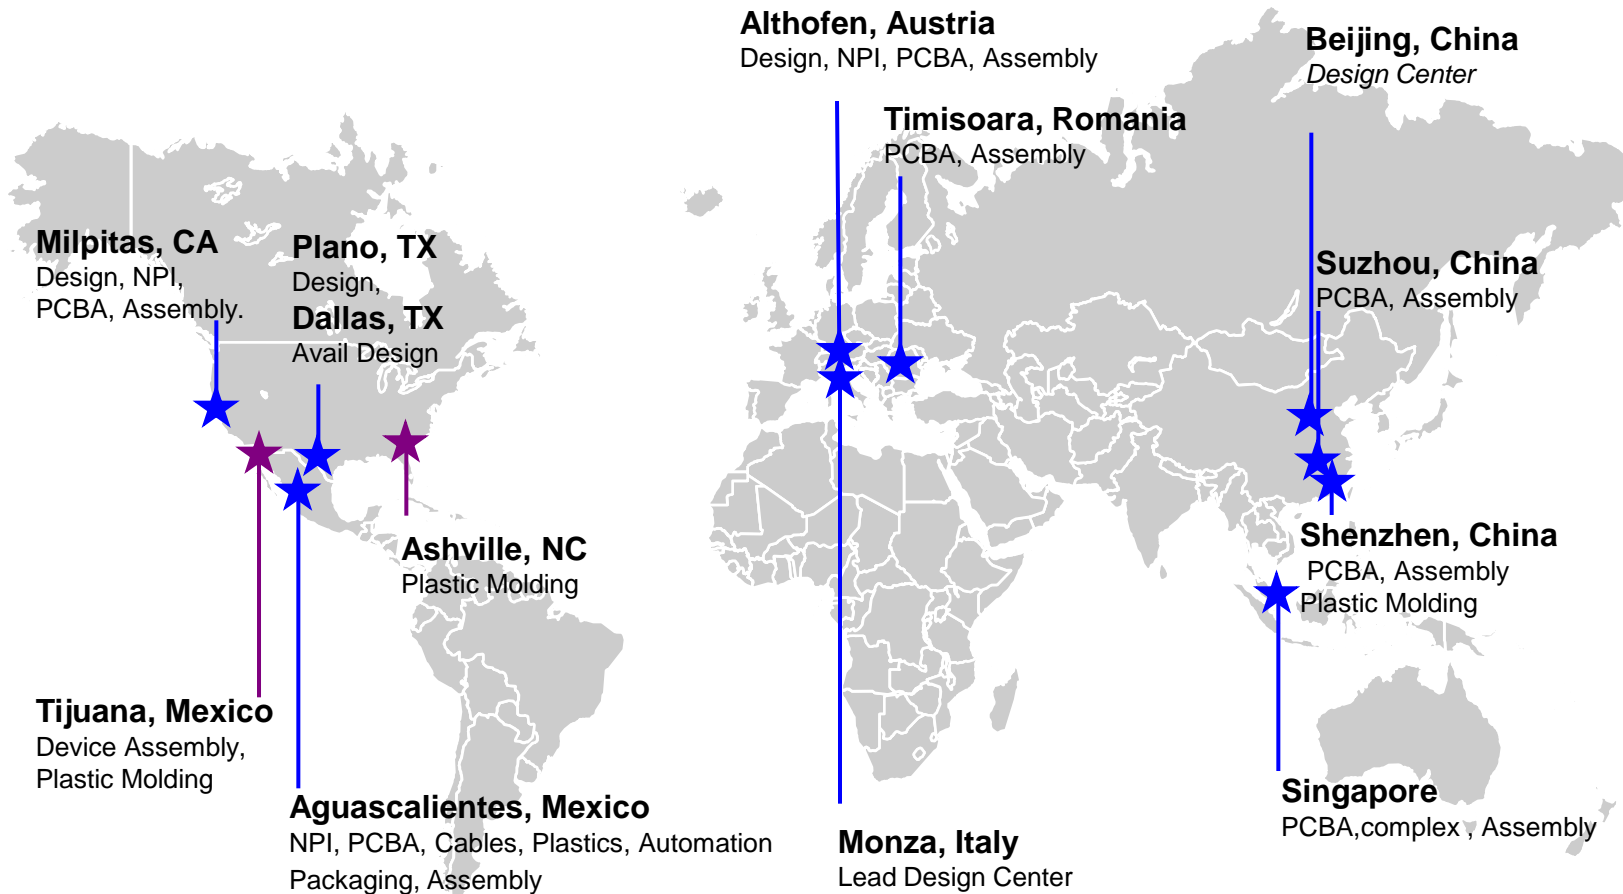 Althofen, Austria
Design, NPI, PCBA, Assembly
Beijing, China
Design Center
Timisoara, Romania
PCBA, Assembly
Milpitas, CA
Design, NPI,
PCBA, Assembly.
Plano, TX
Design,
Dallas, TX
Avail Design
Suzhou, China
PCBA, Assembly
Ashville, NC
Plastic Molding
Shenzhen, China
PCBA, Assembly
Plastic Molding
Tijuana, Mexico
Device Assembly,
Plastic Molding
Aguascalientes, Mexico
NPI, PCBA, Cables, Plastics, Automation
Packaging, Assembly
Monza, Italy
Lead Design Center
Singapore
PCBA,complex , Assembly